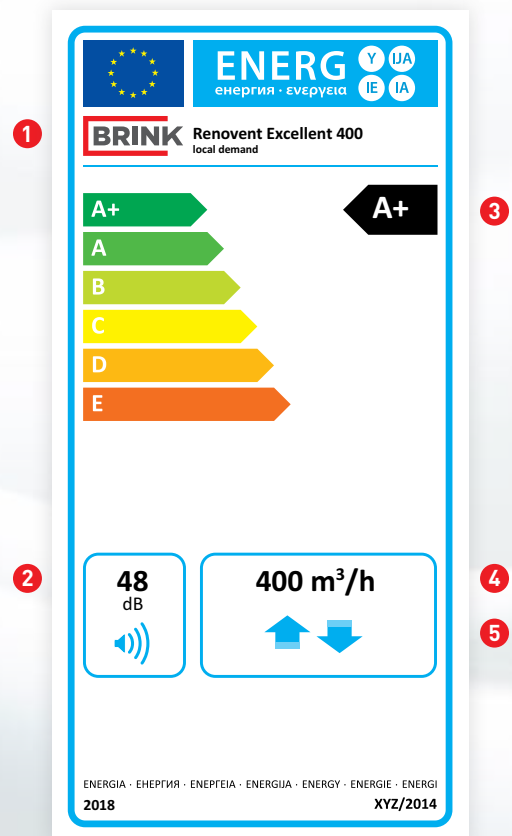 ENERG
енергия · ενεργεια
Y IJA
IE IA
1
BRINK
Renovent Excellent 400
local demand
A+
A+
3
A
B
C
D
E
2
48
dB
400 m³/h
4
5
ENERGIA · ЕНЕРГИЯ · ΕΝΕΡΓΕΙΑ · ENERGIJA · ENERGY · ENERGIE · ENERGI
2018
XYZ/2014